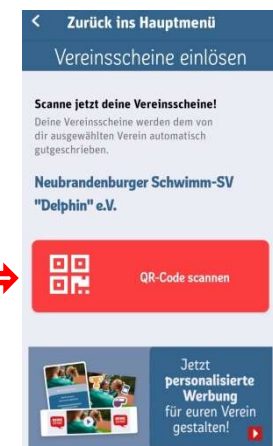 Zurück ins Hauptmenü
Vereinsscheine einlösen
Scanne jetzt deine Vereinsscheine!
Deine Vereinsscheine werden dem von
dir ausgewählten Verein automatisch
gutgeschrieben.
Neubrandenburger Schwimm-SV
"Delphin" e.V.
QR-Code scannen
Jetzt
personalisierte
Werbung
für euren Verein
gestalten!